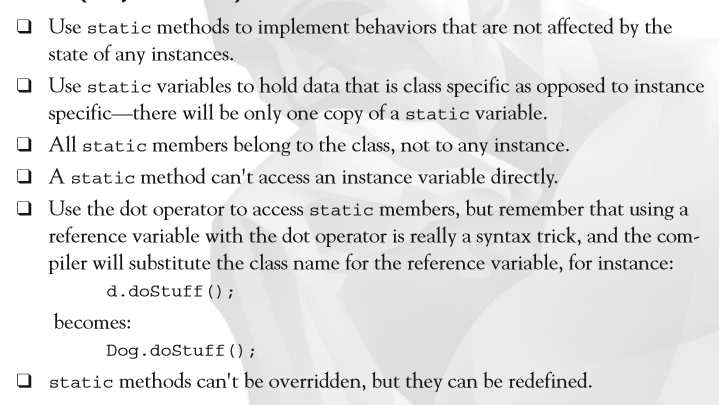 ❑ Use static methods to implement behaviors that are not affected by the
state of any instances.
❑ Use static variables to hold data that is class specific as opposed to instance
specific—there will be only one copy of a static variable.
❑ All static members belong to the class, not to any instance.
❑ A static method can't access an instance variable directly.
❑ Use the dot operator to access static members, but remember that using a
reference variable with the dot operator is really a syntax trick, and the com-
piler will substitute the class name for the reference variable, for instance:
d.doStuff();
becomes:
Dog.doStuff();
❑ static methods can't be overridden, but they can be redefined.